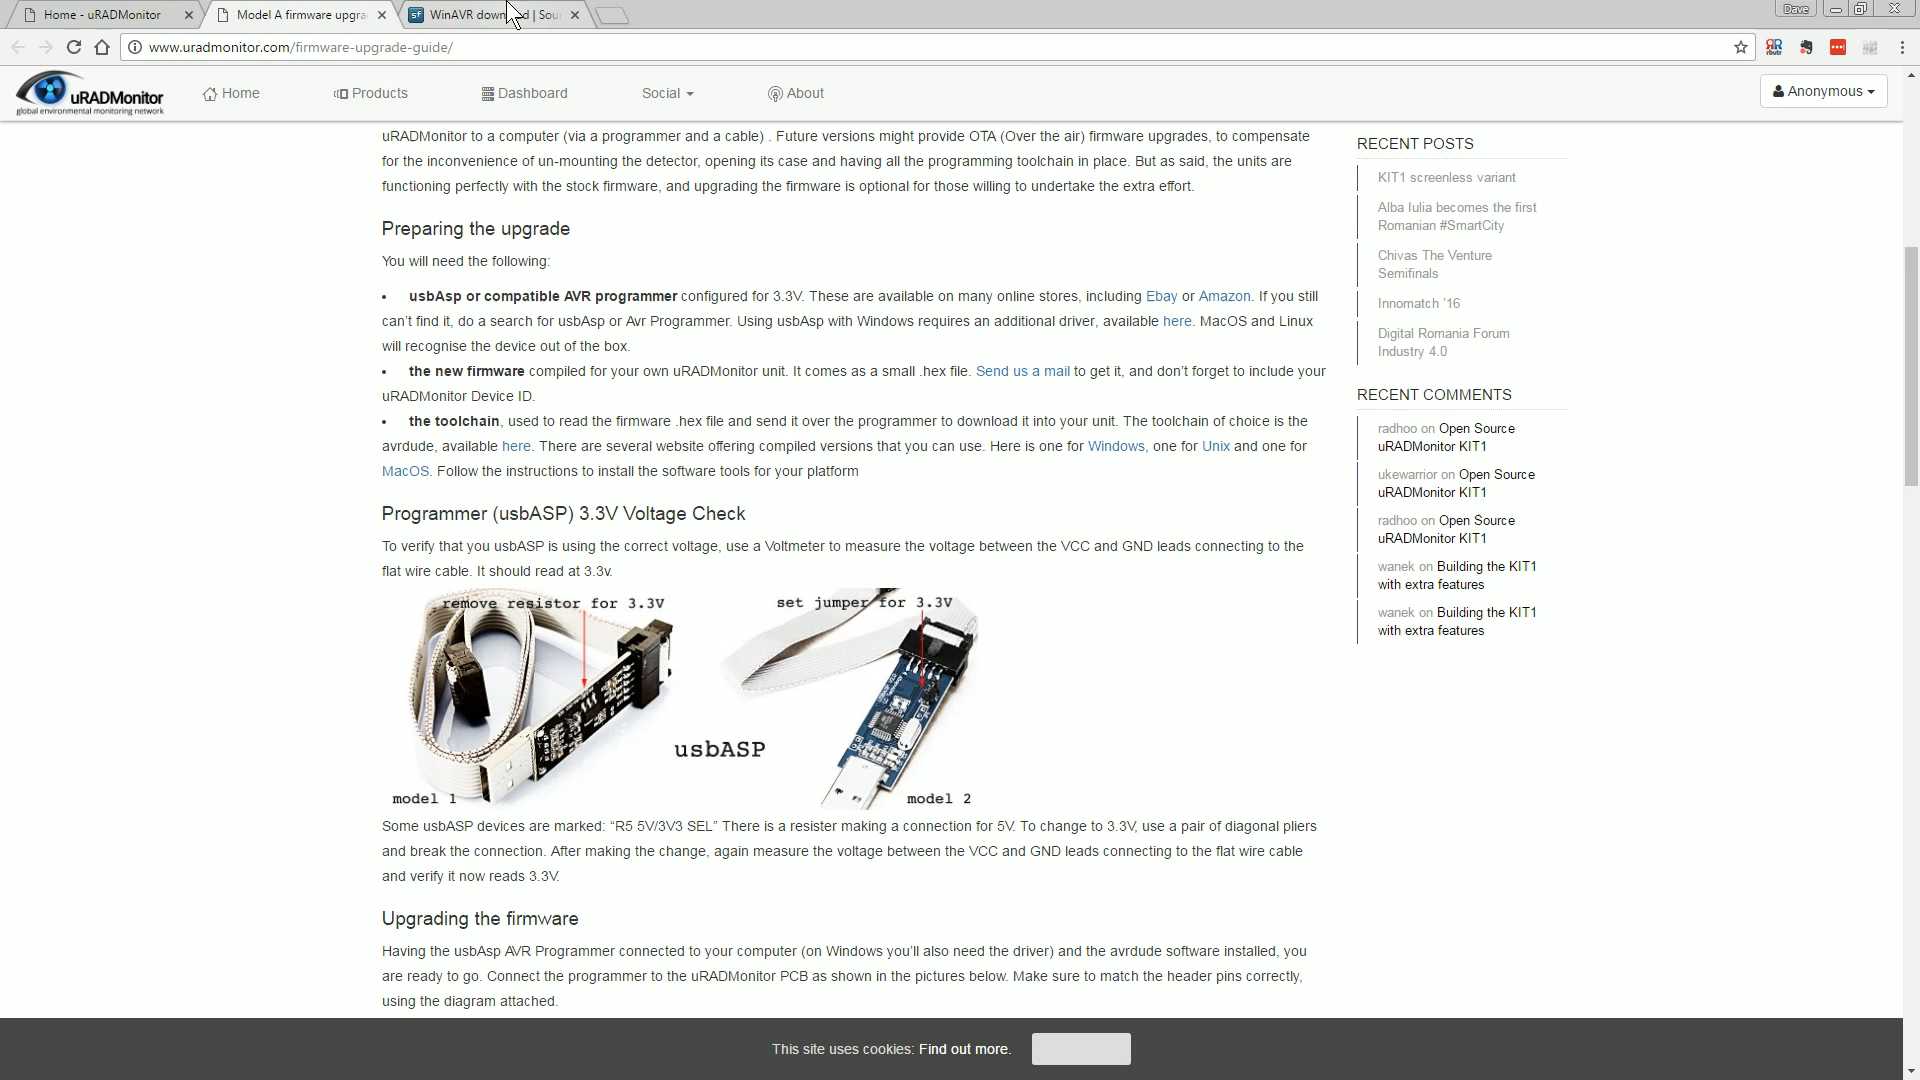 Home - uRADMonitor
Model A firmware upgra
WinAVR
Sou
Dave
www.uradmonitor.com/firmware-upgrade-guide/
uRADMonitor
global environmental monitoring network
Home
Products
Dashboard
Social
About
Anonymous
uRADMonitor to a computer (via a programmer and a cable) . Future versions might provide OTA (Over the air) firmware upgrades, to compensate
for the inconvenience of un-mounting the detector, opening its case and having all the programming toolchain in place. But as said, the units are
functioning perfectly with the stock firmware, and upgrading the firmware is optional for those willing to undertake the extra effort.
Preparing the upgrade
You will need the following:
• usbAsp or compatible AVR programmer configured for 3.3V. These are available on many online stores, including Ebay or Amazon. If you still
can't find it, do a search for usbAsp or Avr Programmer. Using usbAsp with Windows requires an additional driver, available here. MacOS and Linux
will recognise the device out of the box.
• the new firmware compiled for your own uRADMonitor unit. It comes as a small .hex file. Send us a mail to get it, and don't forget to include your
uRADMonitor Device ID.
• the toolchain, used to read the firmware .hex file and send it over the programmer to download it into your unit. The toolchain of choice is the
avrdude, available here. There are several website offering compiled versions that you can use. Here is one for Windows, one for Unix and one for
MacOS. Follow the instructions to install the software tools for your platform
Programmer (usbASP) 3.3V Voltage Check
To verify that you usbASP is using the correct voltage, use a Voltmeter to measure the voltage between the VCC and GND leads connecting to the
flat wire cable. It should read at 3.3v.
remove resistor for 3.3V
set jumper for 3.3V
usbASP
model 1
model 2
Some usbASP devices are marked: “R5 5V/3V3 SEL” There is a resister making a connection for 5V. To change to 3.3V, use a pair of diagonal pliers
and break the connection. After making the change, again measure the voltage between the VCC and GND leads connecting to the flat wire cable
and verify it now reads 3.3V.
Upgrading the firmware
Having the usbAsp AVR Programmer connected to your computer (on Windows you'll also need the driver) and the avrdude software installed, you
are ready to go. Connect the programmer to the uRADMonitor PCB as shown in the pictures below. Make sure to match the header pins correctly,
using the diagram attached.
RECENT POSTS
KIT1 screenless variant
Alba Iulia becomes the first
Romanian #SmartCity
Chivas The Venture
Semifinals
Innomatch '16
Digital Romania Forum
Industry 4.0
RECENT COMMENTS
radhoo on Open Source
uRADMonitor KIT1
ukewarrior on Open Source
uRADMonitor KIT1
radhoo on Open Source
uRADMonitor KIT1
wanek on Building the KIT1
with extra features
wanek on Building the KIT1
with extra features
This site uses cookies: Find out more.